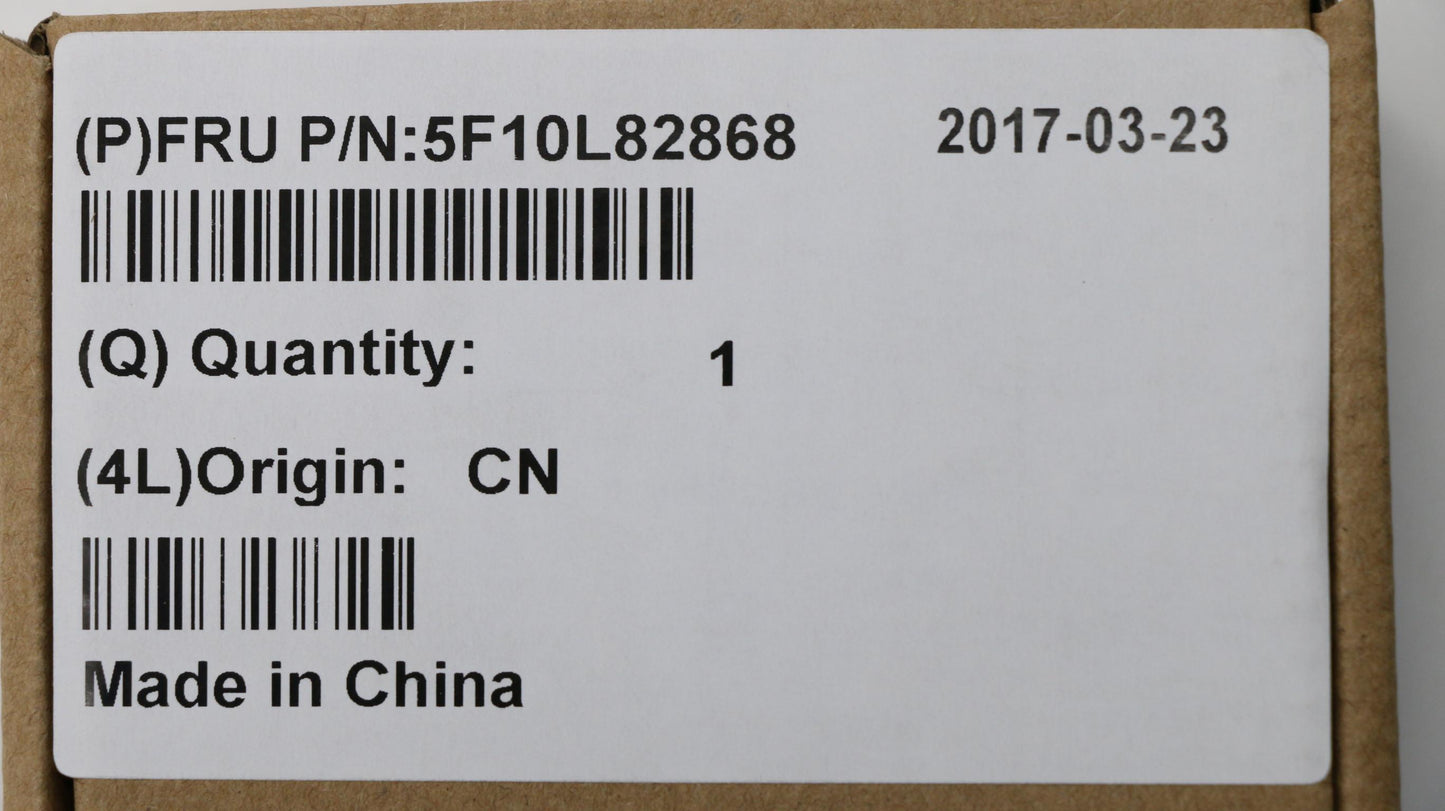 (P)FRU P/N:5F10L82868 2017-03-23
(Q) Quantity: 1
(4L)Origin: CN
Made in China